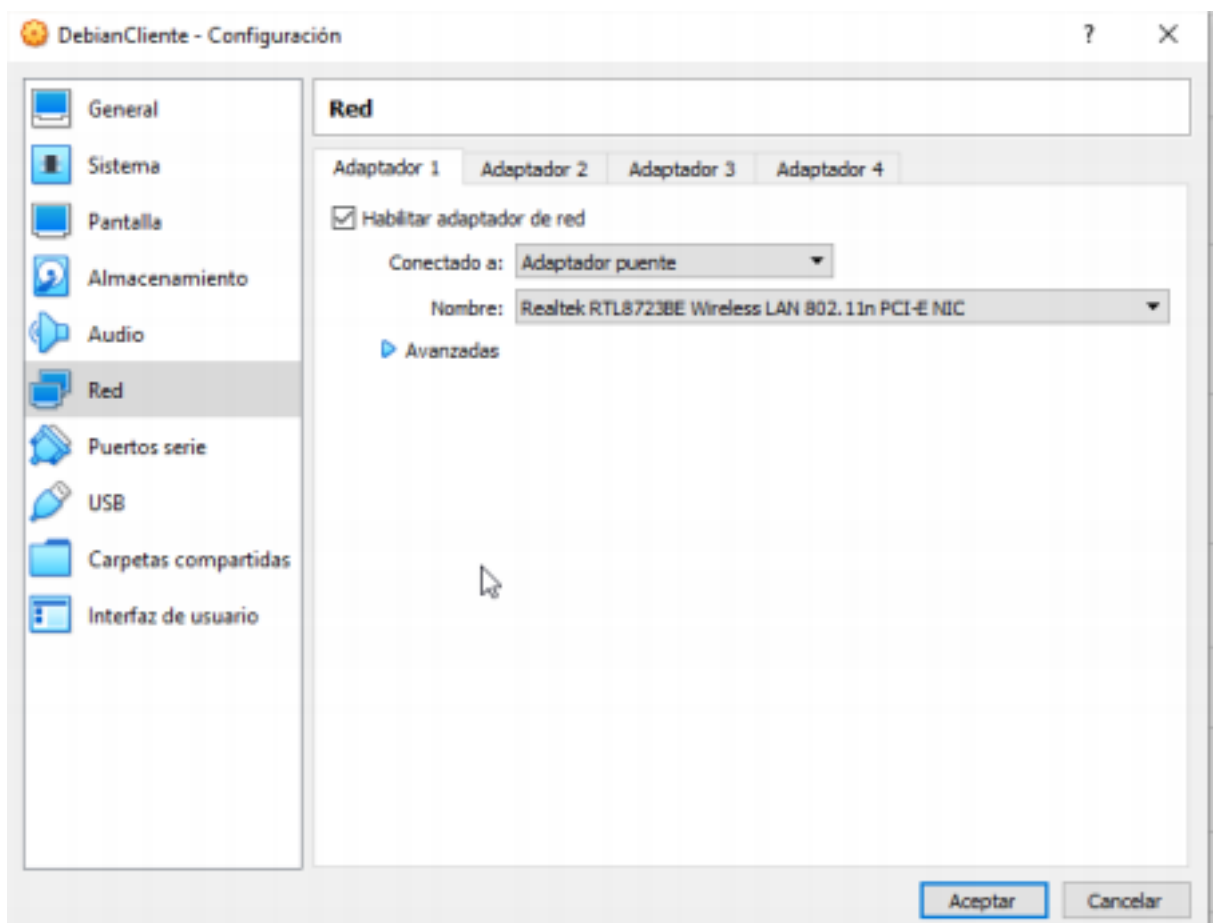 DebianCliente - Configuración
?
General
Sistema
Pantalla
Almacenamiento
Audio
Red
Puertos serie
USB
Carpetas compartidas
Interfaz de usuario
Red
Adaptador 1
Adaptador 2
Adaptador 3
Adaptador 4
Habilitar adaptador de red
Conectado a: Adaptador puente
Nombre: Realtek RTL8723BE Wireless LAN 802.11n PCI-E NIC
Avanzadas
Aceptar
Cancelar